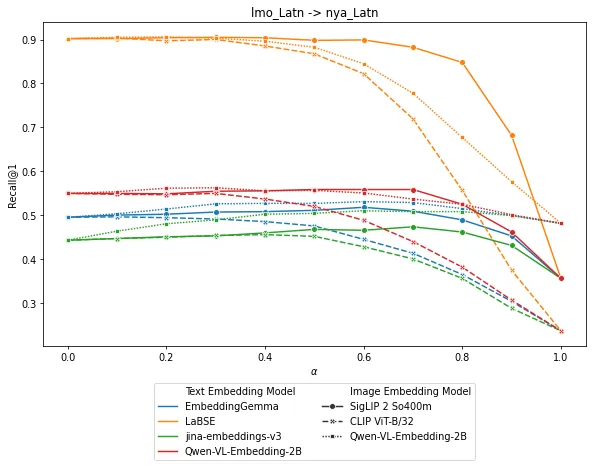 lmo_Latn -> nya_Latn
Recall@1
0.9
0.8
0.7
0.6
0.5
0.4
0.3
0.0 0.2 0.4 0.6 0.8 1.0
α
Text Embedding Model Image Embedding Model
EmbeddingGemma SigLIP 2 So400m
LaBSE CLIP ViT-B/32
jina-embeddings-v3 Qwen-VL-Embedding-2B
Qwen-VL-Embedding-2B